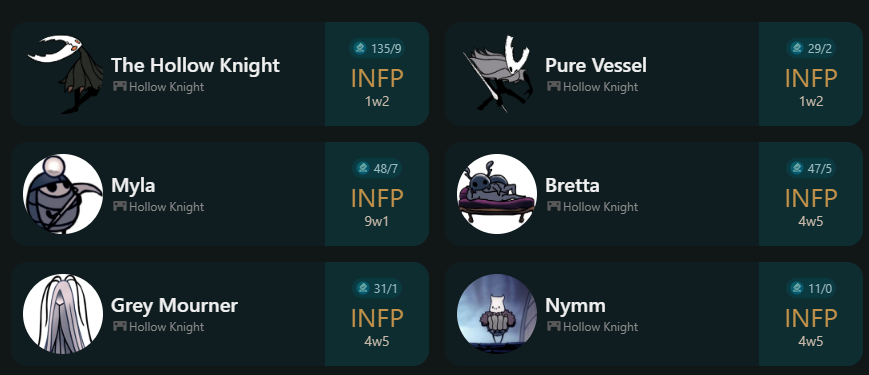 The Hollow Knight
Hollow Knight
135/9
INFP
1w2
Pure Vessel
Hollow Knight
29/2
INFP
1w2
Myla
Hollow Knight
48/7
INFP
9w1
Bretta
Hollow Knight
47/5
INFP
4w5
Grey Mourner
Hollow Knight
31/1
INFP
4w5
Nymm
Hollow Knight
11/0
INFP
4w5